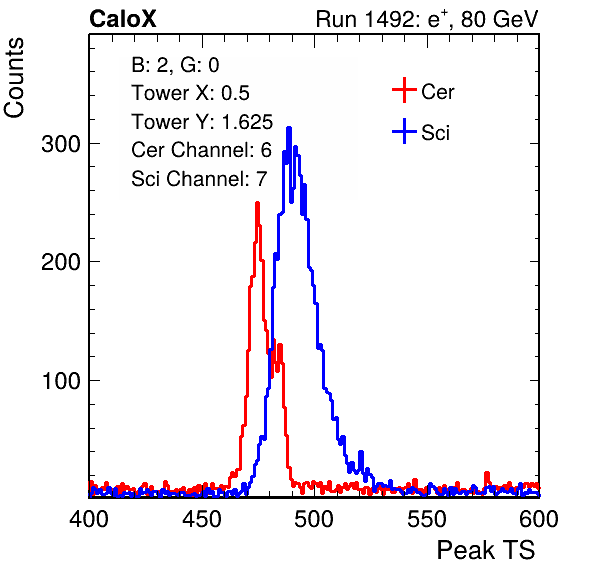 CaloX
Run 1492: e+, 80 GeV
Counts
B: 2, G: 0
Tower X: 0.5
Tower Y: 1.625
Cer Channel: 6
Sci Channel: 7
Cer
Sci
300
200
100
400 450 500 550 600
Peak TS